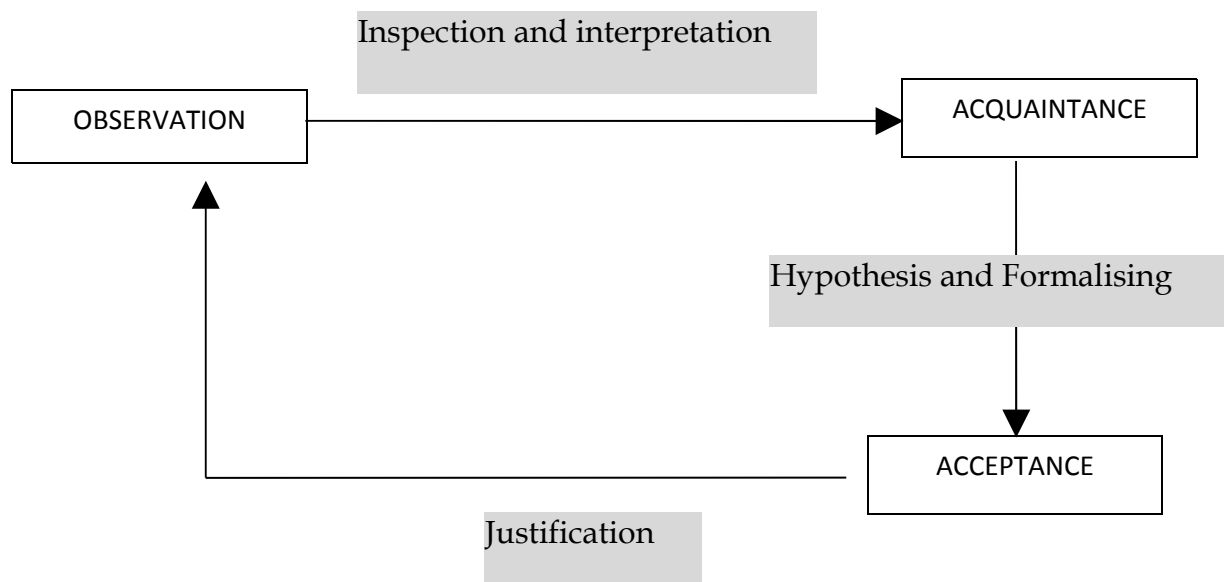 Inspection and interpretation
OBSERVATION
ACQUAINTANCE
Hypothesis and Formalising
ACCEPTANCE
Justification